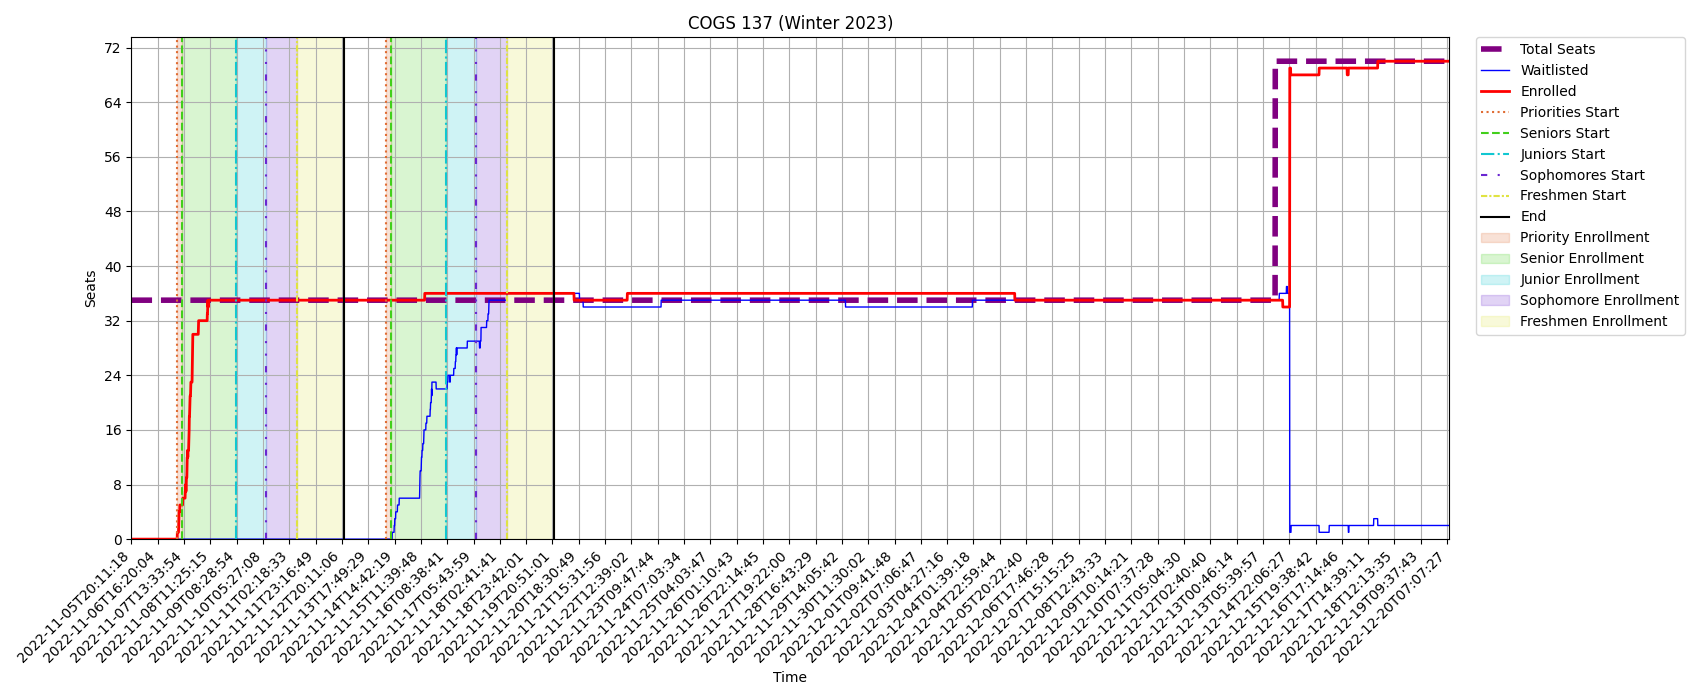 COGS 137 (Winter 2023)
72
64
56
48
40
32
24
16
8
0
Seats
2022-11-05T20:11:18
2022-11-06T16:20:04
2022-11-07T13:33:54
2022-11-08T11:25:15
2022-11-09T08:28:54
2022-11-10T05:27:08
2022-11-11T02:18:33
2022-11-11T23:16:49
2022-11-12T20:11:06
2022-11-13T17:49:29
2022-11-14T14:42:19
2022-11-15T11:39:48
2022-11-16T08:38:41
2022-11-17T05:43:59
2022-11-18T02:41:41
2022-11-18T23:42:01
2022-11-19T20:51:01
2022-11-20T18:30:49
2022-11-21T15:31:56
2022-11-22T12:39:02
2022-11-23T09:47:44
2022-11-24T07:03:34
2022-11-25T04:03:47
2022-11-26T01:10:43
2022-11-26T22:14:45
2022-11-27T19:22:00
2022-11-28T16:43:29
2022-11-29T14:05:42
2022-11-30T11:30:02
2022-12-01T09:41:48
2022-12-02T07:06:47
2022-12-03T04:27:16
2022-12-04T01:39:18
2022-12-04T22:59:44
2022-12-05T20:22:40
2022-12-06T17:46:28
2022-12-07T15:15:25
2022-12-08T12:43:33
2022-12-09T10:14:21
2022-12-10T07:37:28
2022-12-11T05:04:30
2022-12-12T02:40:40
2022-12-13T00:46:14
2022-12-13T05:39:57
2022-12-14T22:06:27
2022-12-15T19:38:42
2022-12-16T17:14:46
2022-12-17T14:39:11
2022-12-18T12:13:35
2022-12-19T09:37:43
2022-12-20T07:07:27
Time
Total Seats
Waitlisted
Enrolled
Priorities Start
Seniors Start
Juniors Start
Sophomores Start
Freshmen Start
End
Priority Enrollment
Senior Enrollment
Junior Enrollment
Sophomore Enrollment
Freshmen Enrollment